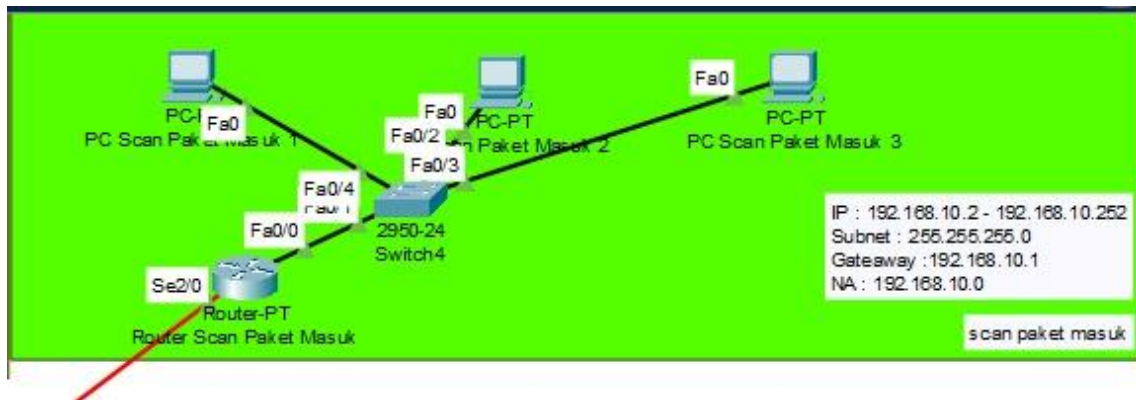 Fa0
PC-PT
PC Scan Paket Masuk 3
Fa0
PC Scan Paket Masuk 1
Fa0
PC-PT
Paket Masuk 2
Fa0/2
Fa0/3
Fa0/4
Fa0/0
2950-24
Switch4
Se2/0
Router-PT
Router Scan Paket Masuk
IP : 192.168.10.2 - 192.168.10.252
Subnet : 255.255.255.0
Gateaway :192.168.10.1
NA : 192.168.10.0
scan paket masuk